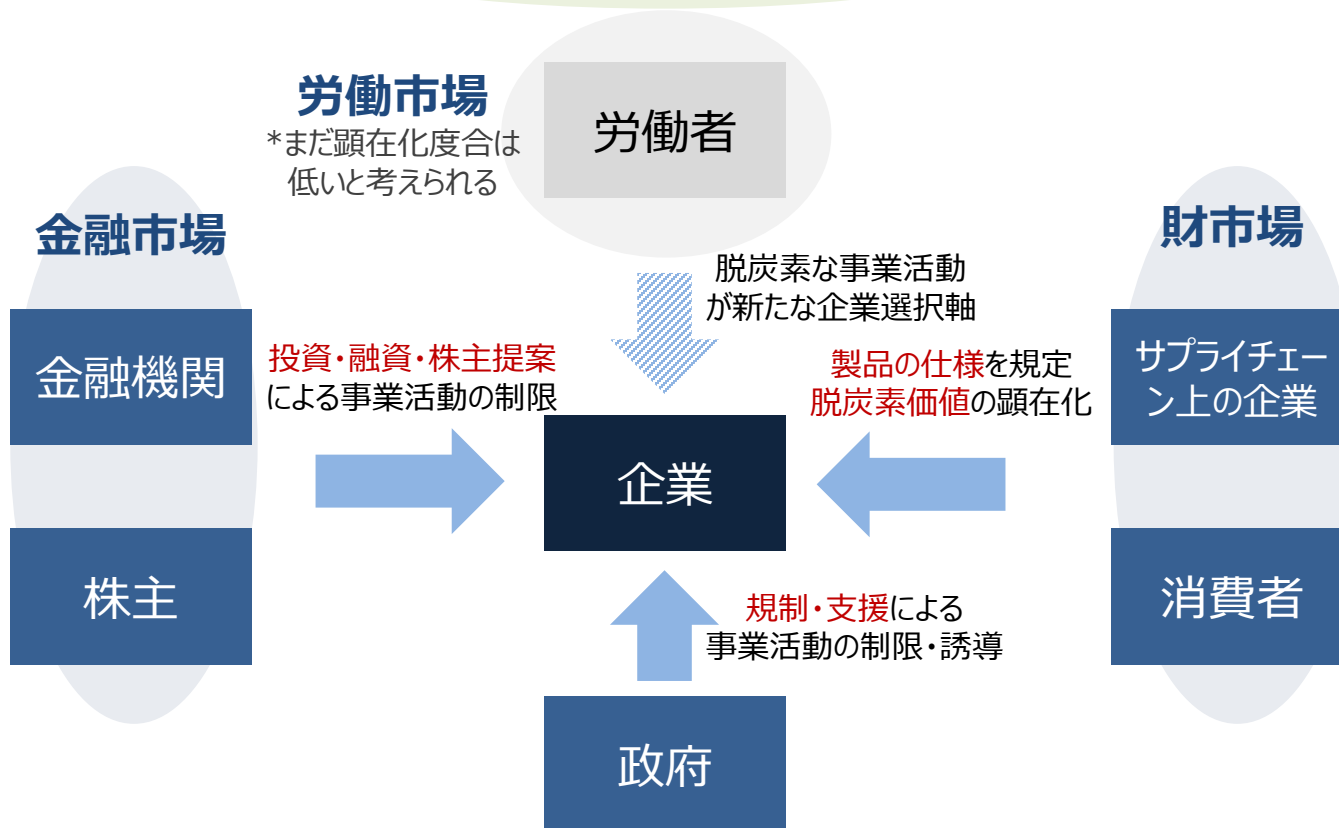 労働市場
*まだ顕在化度合は
低いと考えられる
労働者
金融市場
財市場
脱炭素な事業活動
が新たな企業選択軸
金融機関
投資・融資・株主提案
による事業活動の制限
製品の仕様を規定
脱炭素価値の顕在化
サプライチェー
ン上の企業
企業
株主
規制・支援による
事業活動の制限・誘導
消費者
政府